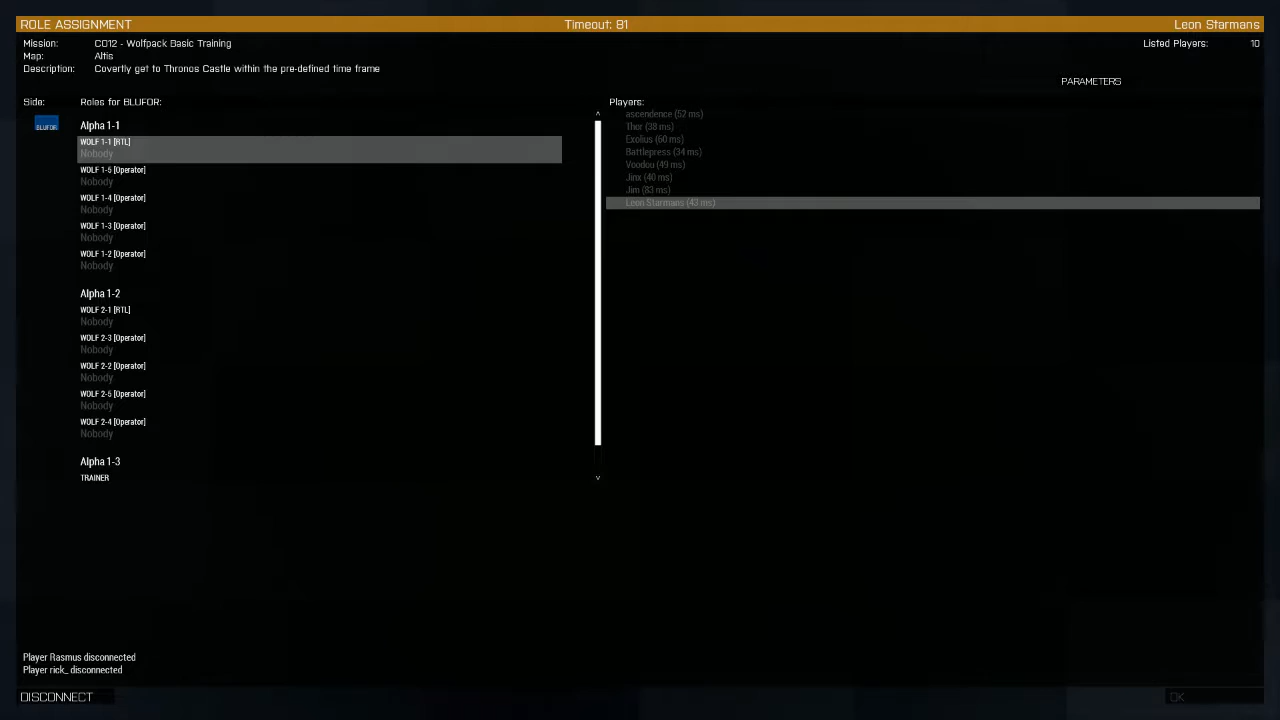 ROLE ASSIGNMENT Timeout: 81 Leon Starmans
Mission: CO12 - Wolfpack Basic Training Listed Players: 10
Map: Altis
Description: Covertly get to Thronos Castle within the pre-defined time frame
PARAMETERS
Side: Roles for BLUFOR: Players:
BLUFOR
Alpha 1-1
WOLF 1-1 [RTL]
Nobody
WOLF 1-5 [Operator]
Nobody
WOLF 1-4 [Operator]
Nobody
WOLF 1-3 [Operator]
Nobody
WOLF 1-2 [Operator]
Nobody
Alpha 1-2
WOLF 2-1 [RTL]
Nobody
WOLF 2-3 [Operator]
Nobody
WOLF 2-2 [Operator]
Nobody
WOLF 2-5 [Operator]
Nobody
WOLF 2-4 [Operator]
Nobody
Alpha 1-3
TRAINER
ascendence (52 ms)
Thor (38 ms)
Exolius (60 ms)
Battlepress (34 ms)
Voodou (49 ms)
Jinx (40 ms)
Jim (83 ms)
Leon Starmans (43 ms)
Player Rasmus disconnected
Player rick_ disconnected
DISCONNECT OK